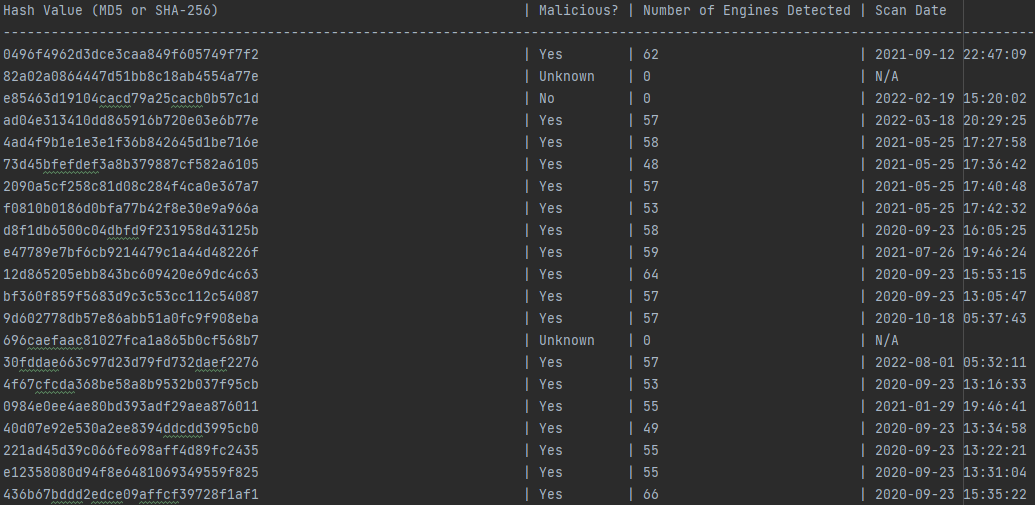 Hash Value (MD5 or SHA-256) | Malicious? | Number of Engines Detected | Scan Date
---------------------------------------------------------------------------------------------------------------------------------
0496f4962d3dce3caa849f605749f7f2 | Yes | 62 | 2021-09-12 22:47:09
82a02a0864447d51bb8c18ab4554a77e | Unknown | 0 | N/A
e85463d19104cacd79a25cacb0b57c1d | No | 0 | 2022-02-19 15:20:02
ad04e313410dd865916b720e03e6b77e | Yes | 57 | 2022-03-18 20:29:25
4ad4f9b1e1e3e1f36b842645d1be716e | Yes | 58 | 2021-05-25 17:27:58
73d45bfefdef3a8b379887cf582a6105 | Yes | 48 | 2021-05-25 17:36:42
2090a5cf258c81d08c284f4ca0e367a7 | Yes | 57 | 2021-05-25 17:40:48
f0810b0186d0bfa77b42f8e30e9a966a | Yes | 53 | 2021-05-25 17:42:32
d8f1db6500c04dbfd9f231958d43125b | Yes | 58 | 2020-09-23 16:05:25
e47789e7bf6cb9214479c1a44d48226f | Yes | 59 | 2021-07-26 19:46:24
12d865205ebb843bc609420e69dc4c63 | Yes | 64 | 2020-09-23 15:53:15
bf360f859f5683d9c3c53cc112c54087 | Yes | 57 | 2020-09-23 13:05:47
9d602778db57e86abb51a0fc9f908eba | Yes | 57 | 2020-10-18 05:37:43
696caefaac81027fca1a865b0cf568b7 | Unknown | 0 | N/A
30fddae663c97d23d79fd732daef2276 | Yes | 57 | 2022-08-01 05:32:11
4f67cfcda368be58a8b9532b037f95cb | Yes | 53 | 2020-09-23 13:16:33
0984e0ee4ae80bd393adf29aea876011 | Yes | 55 | 2021-01-29 19:46:41
40d07e92e530a2ee8394ddcdd3995cb0 | Yes | 49 | 2020-09-23 13:34:58
221ad45d39c066fe698aff4d89fc2435 | Yes | 55 | 2020-09-23 13:22:21
e12358080d94f8e6481069349559f825 | Yes | 55 | 2020-09-23 13:31:04
436b67bddd2edce09affcf39728f1af1 | Yes | 66 | 2020-09-23 15:35:22